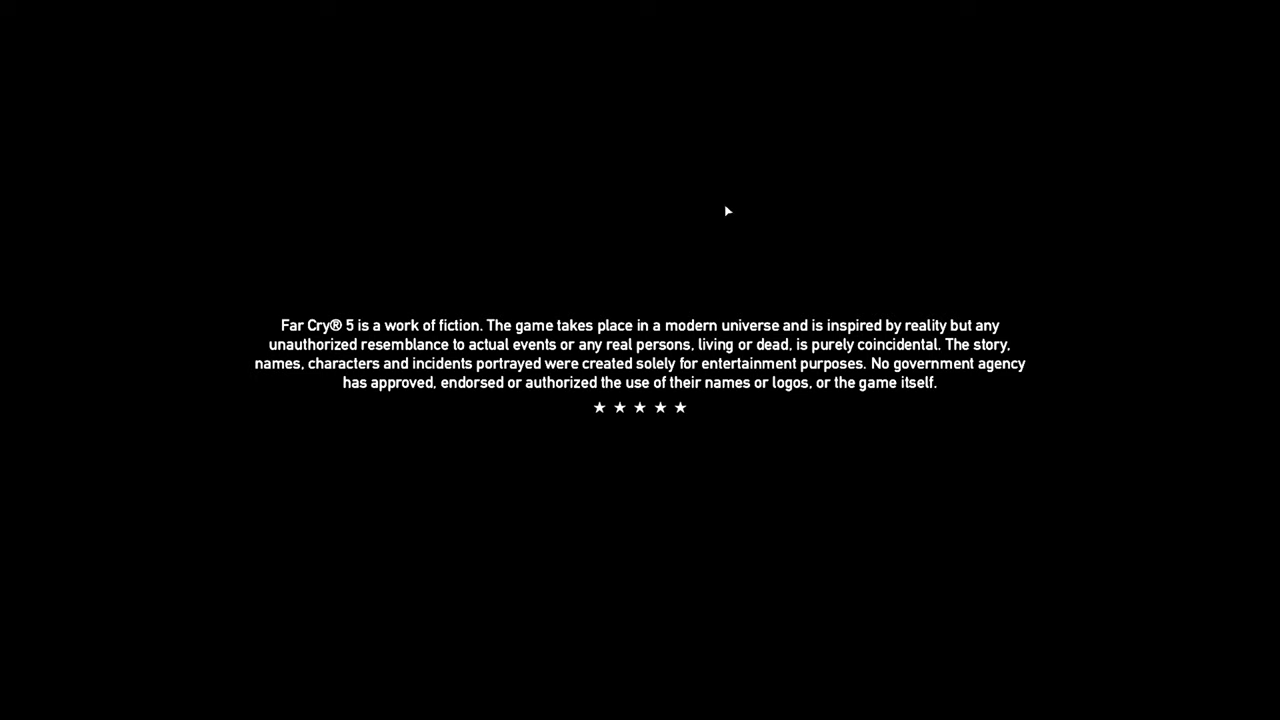 Far Cry® 5 is a work of fiction. The game takes place in a modern universe and is inspired by reality but any
unauthorized resemblance to actual events or any real persons, living or dead, is purely coincidental. The story,
names, characters and incidents portrayed were created solely for entertainment purposes. No government agency
has approved, endorsed or authorized the use of their names or logos, or the game itself.
★ ★ ★ ★ ★